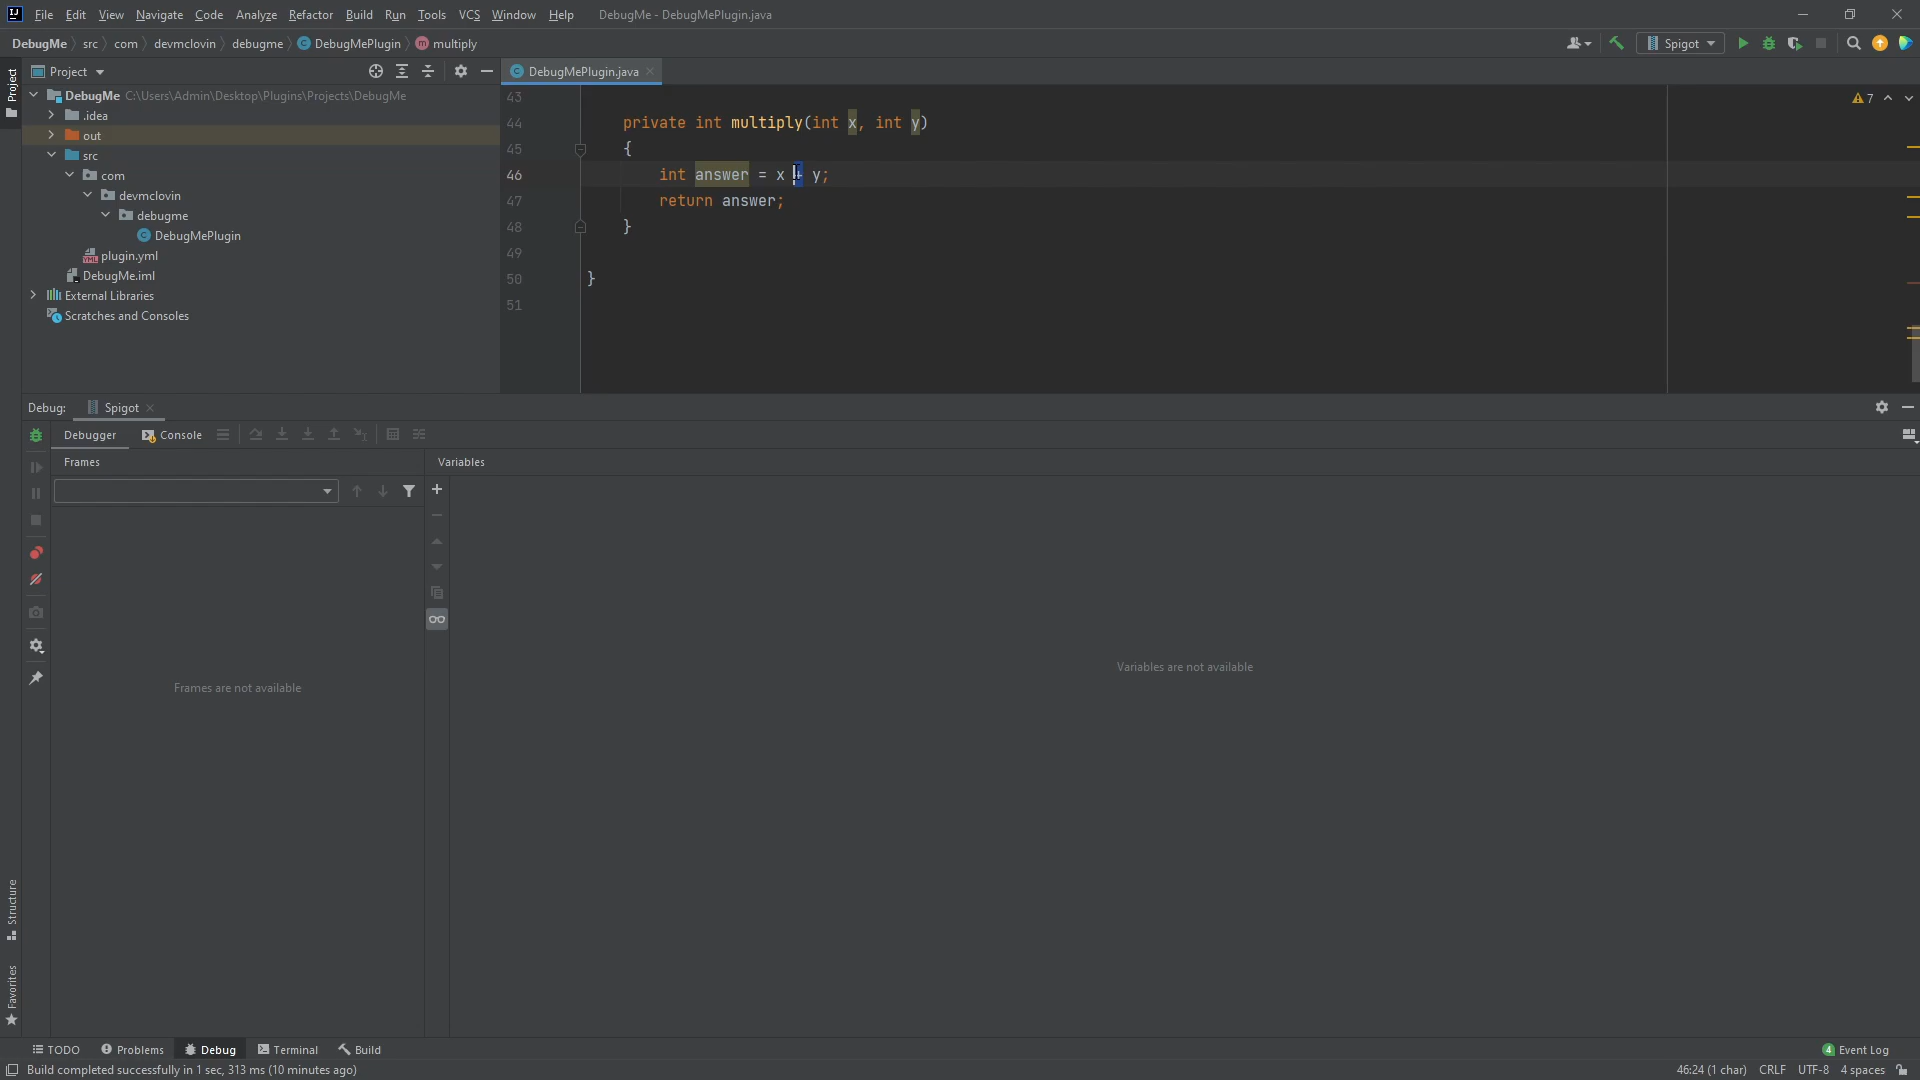 File Edit View Navigate Code Analyze Refactor Build Run Tools VCS Window Help DebugMe - DebugMePlugin.java
DebugMe src com devmclovin debugme DebugMePlugin multiply
Spigot
Project
Project
DebugMePlugin.java
DebugMe C:\Users\Admin\Desktop\Plugins\Projects\DebugMe
.idea
out
src
com
devmclovin
debugme
DebugMePlugin
plugin.yml
DebugMe.iml
External Libraries
Scratches and Consoles
7
43
44 private int multiply(int x, int y)
45 {
46 int answer = x + y;
47 return answer;
48 }
49
50 }
51
Debug: Spigot
Debugger Console
Frames Variables
Frames are not available
Variables are not available
Structure
Favorites
TODO Problems Debug Terminal Build 4 Event Log
Build completed successfully in 1 sec, 313 ms (10 minutes ago) 46:24 (1 char) CRLF UTF-8 4 spaces